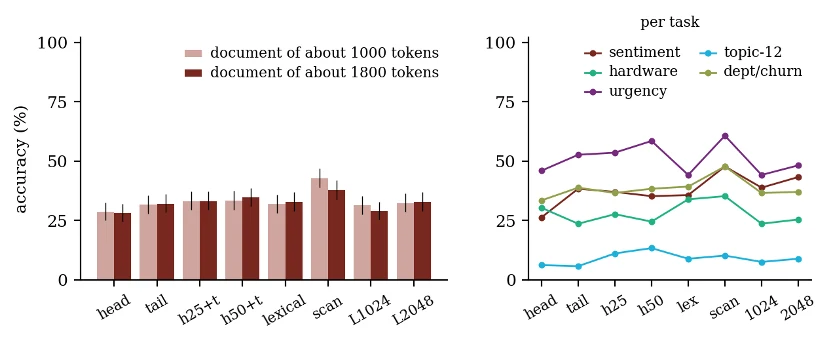 per task
100
75
50
25
0
accuracy (%)
document of about 1000 tokens
document of about 1800 tokens
head
tail
h25+t
h50+t
lexical
scan
L1024
L2048
100
75
50
25
0
sentiment
hardware
urgency
topic-12
dept/churn
head
tail
h25
h50
lex
scan
1024
2048